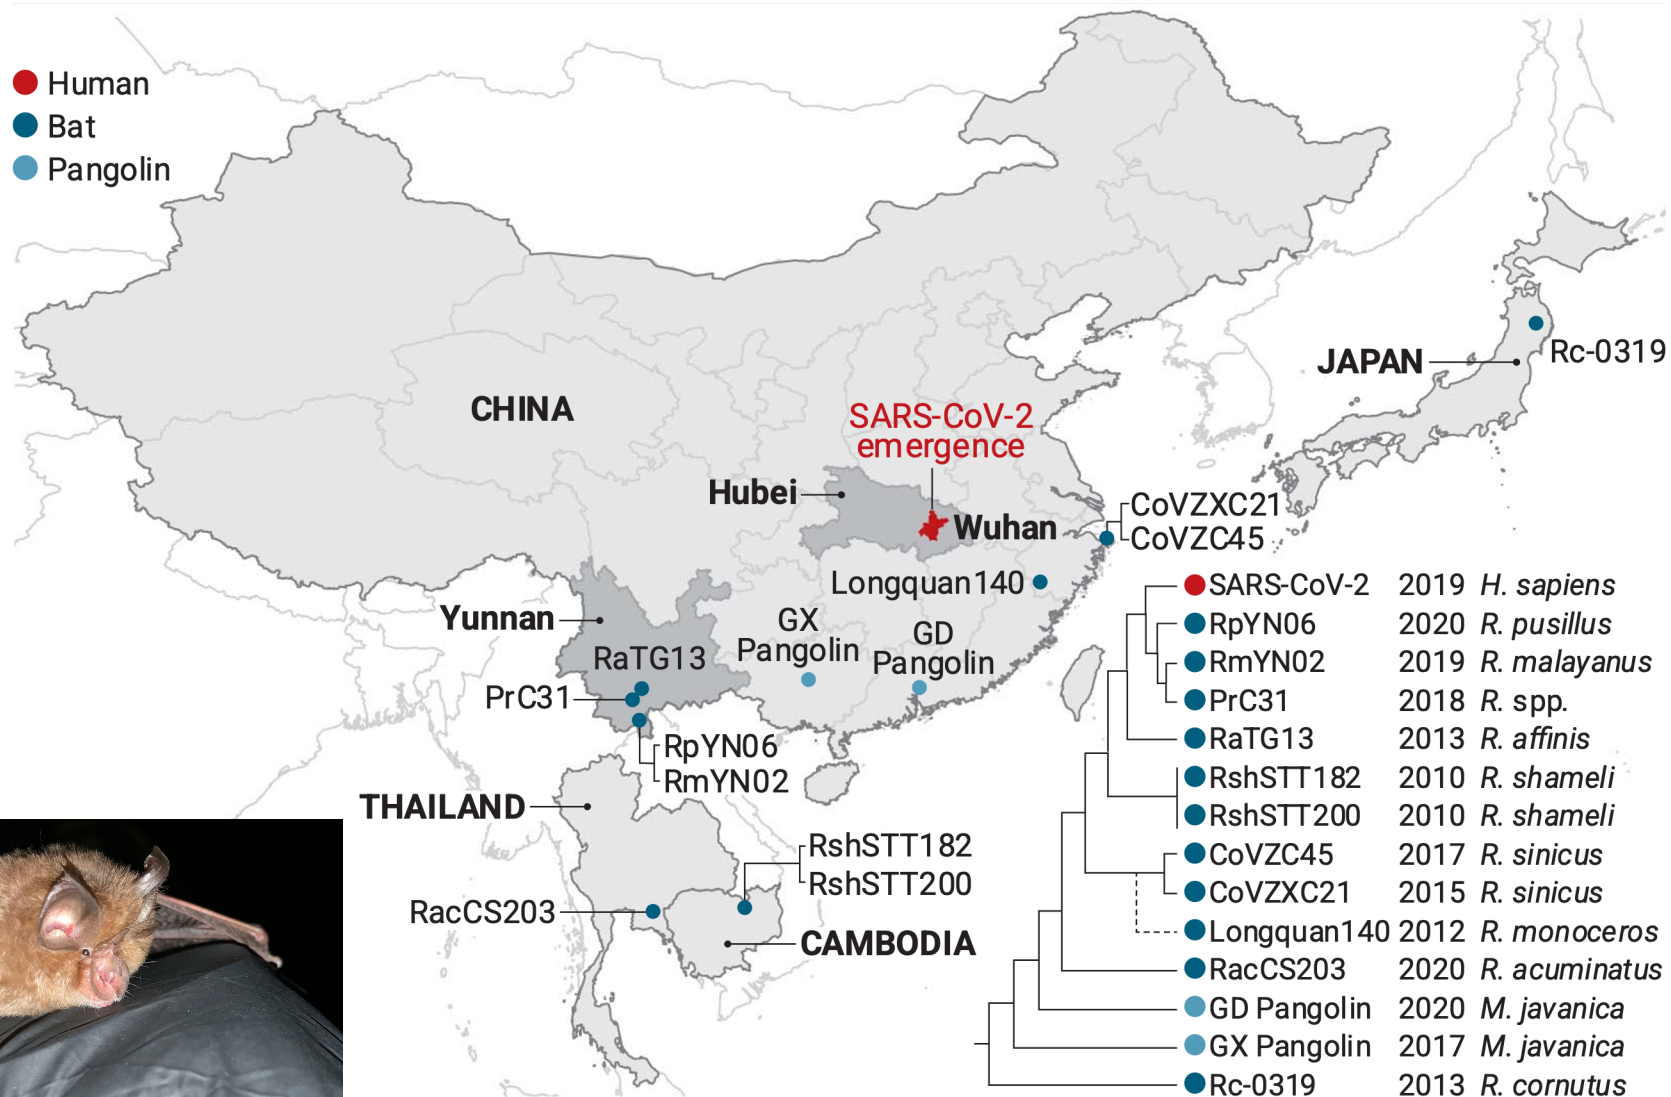 Human
Bat
Pangolin
CHINA
JAPAN
Rc-0319
SARS-CoV-2
emergence
Hubei
Wuhan
CoVZXC21
CoVZC45
Longquan140
Yunnan
GX
Pangolin
GD
Pangolin
RaTG13
PrC31
RpYN06
RmYN02
THAILAND
RshSTT182
RshSTT200
RacCS203
CAMBODIA
SARS-CoV-2 2019 H. sapiens
RpYN06 2020 R. pusillus
RmYN02 2019 R. malayanus
PrC31 2018 R. spp.
RaTG13 2013 R. affinis
RshSTT182 2010 R. shameli
RshSTT200 2010 R. shameli
CoVZC45 2017 R. sinicus
CoVZXC21 2015 R. sinicus
Longquan140 2012 R. monoceros
RacCS203 2020 R. acuminatus
GD Pangolin 2020 M. javanica
GX Pangolin 2017 M. javanica
Rc-0319 2013 R. cornutus